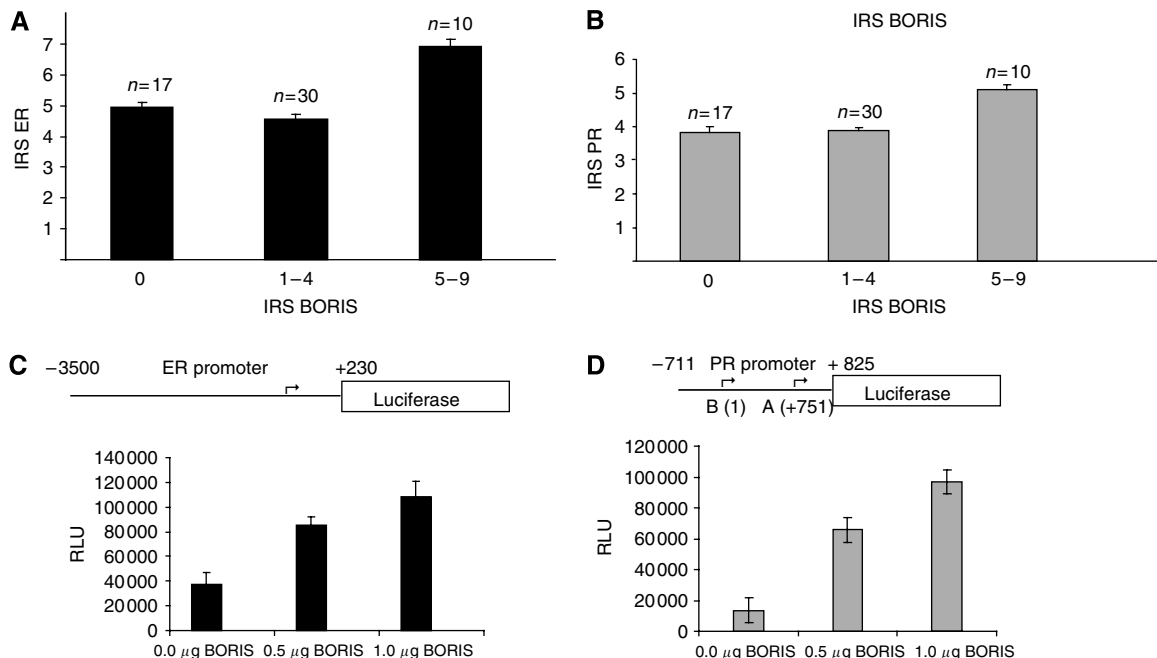 A
n=17
n=30
n=10
IRS ER
7
6
5
4
3
2
1
0
1–4
5–9
IRS BORIS
B
IRS BORIS
n=17
n=30
n=10
IRS PR
6
5
4
3
2
1
0
1–4
5–9
IRS BORIS
C
−3500 ER promoter +230
Luciferase
RLU
140 000
120 000
100 000
80 000
60 000
40 000
20 000
0
0.0 μg BORIS 0.5 μg BORIS 1.0 μg BORIS
D
−711 PR promoter + 825
B (1) A (+751)
Luciferase
RLU
120 000
100 000
80 000
60 000
40 000
20 000
0
0.0 μg BORIS 0.5 μg BORIS 1.0 μg BORIS